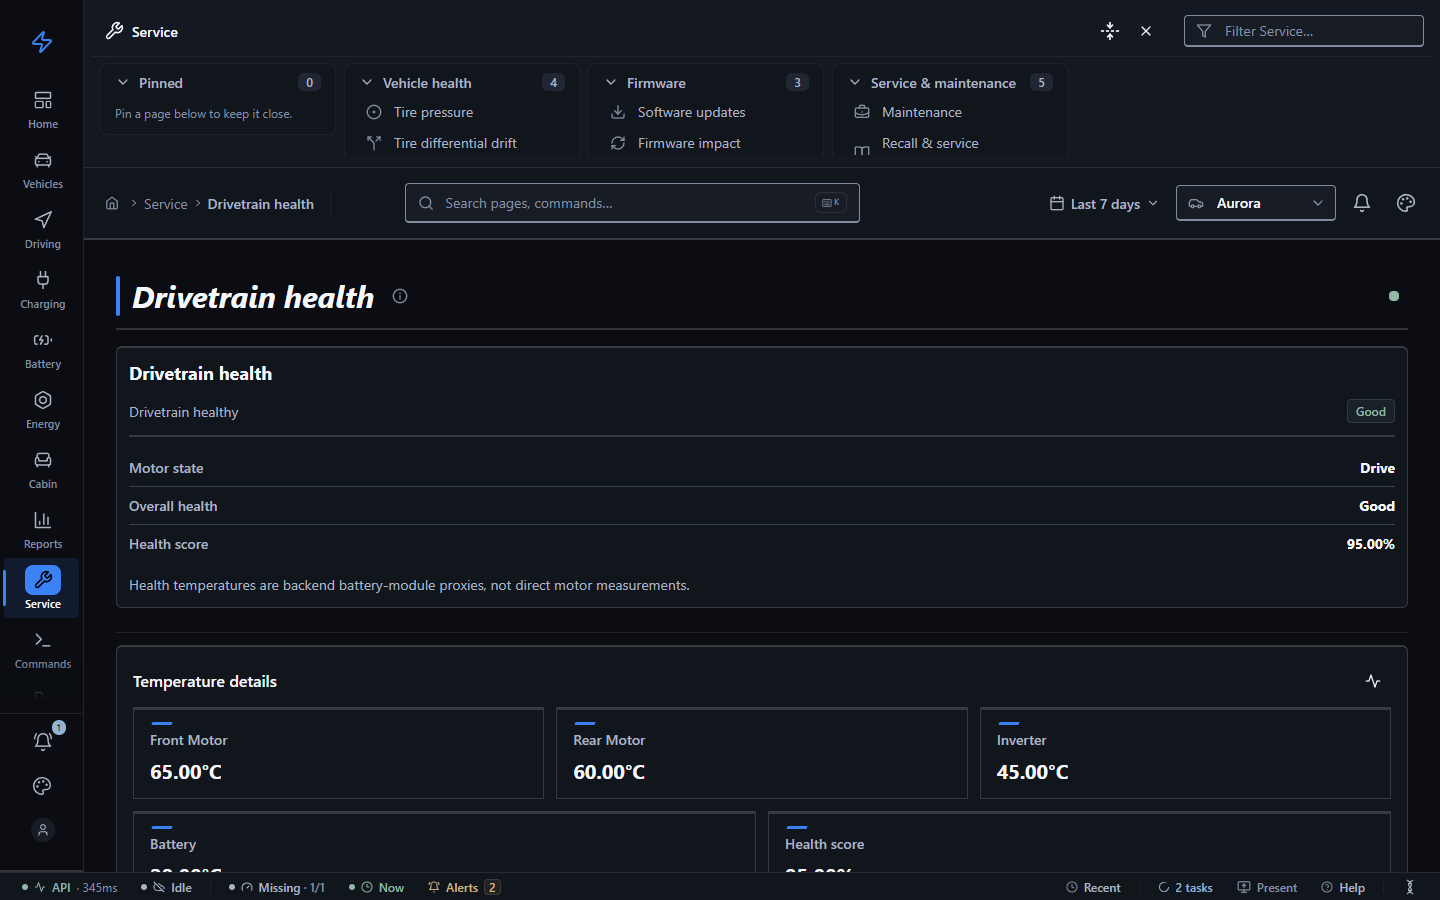 Service
Filter Service...
Pinned
0
Pin a page below to keep it close.
Vehicle health
4
Tire pressure
Tire differential drift
Firmware
3
Software updates
Firmware impact
Service & maintenance
5
Maintenance
Recall & service
Home
Vehicles
Driving
Charging
Battery
Energy
Cabin
Reports
Service
Commands
1
Service
Drivetrain health
Search pages, commands...
K
Last 7 days
Aurora
Drivetrain health
Drivetrain health
Drivetrain healthy
Good
Motor state
Drive
Overall health
Good
Health score
95.00%
Health temperatures are backend battery-module proxies, not direct motor measurements.
Temperature details
Front Motor
65.00°C
Rear Motor
60.00°C
Inverter
45.00°C
Battery
Health score
API · 345ms
Idle
Missing · 1/1
Now
Alerts 2
Recent
2 tasks
Present
Help